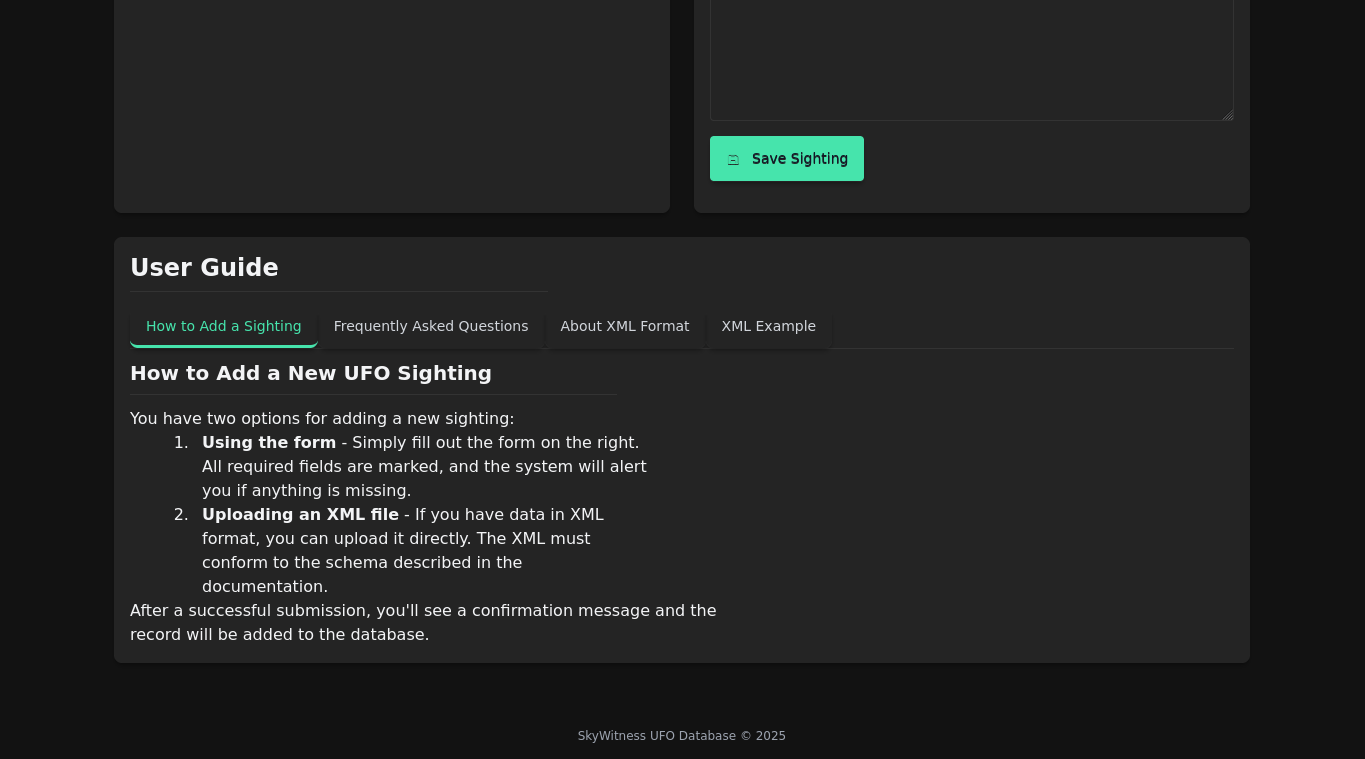 Save Sighting
User Guide
How to Add a Sighting Frequently Asked Questions About XML Format XML Example
How to Add a New UFO Sighting
You have two options for adding a new sighting:
1. Using the form - Simply fill out the form on the right.
All required fields are marked, and the system will alert
you if anything is missing.
2. Uploading an XML file - If you have data in XML
format, you can upload it directly. The XML must
conform to the schema described in the
documentation.
After a successful submission, you'll see a confirmation message and the
record will be added to the database.
SkyWitness UFO Database © 2025